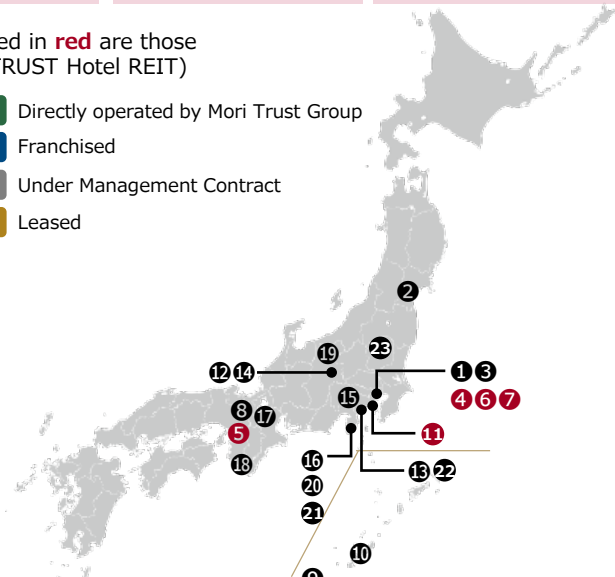 ed in red are those
TRUST Hotel REIT)
Directly operated by Mori Trust Group
Franchised
Under Management Contract
Leased
2
23
19
12 14
1 3
15
4 6 7
8 17
5
11
18
16
13 22
20
21
10
9